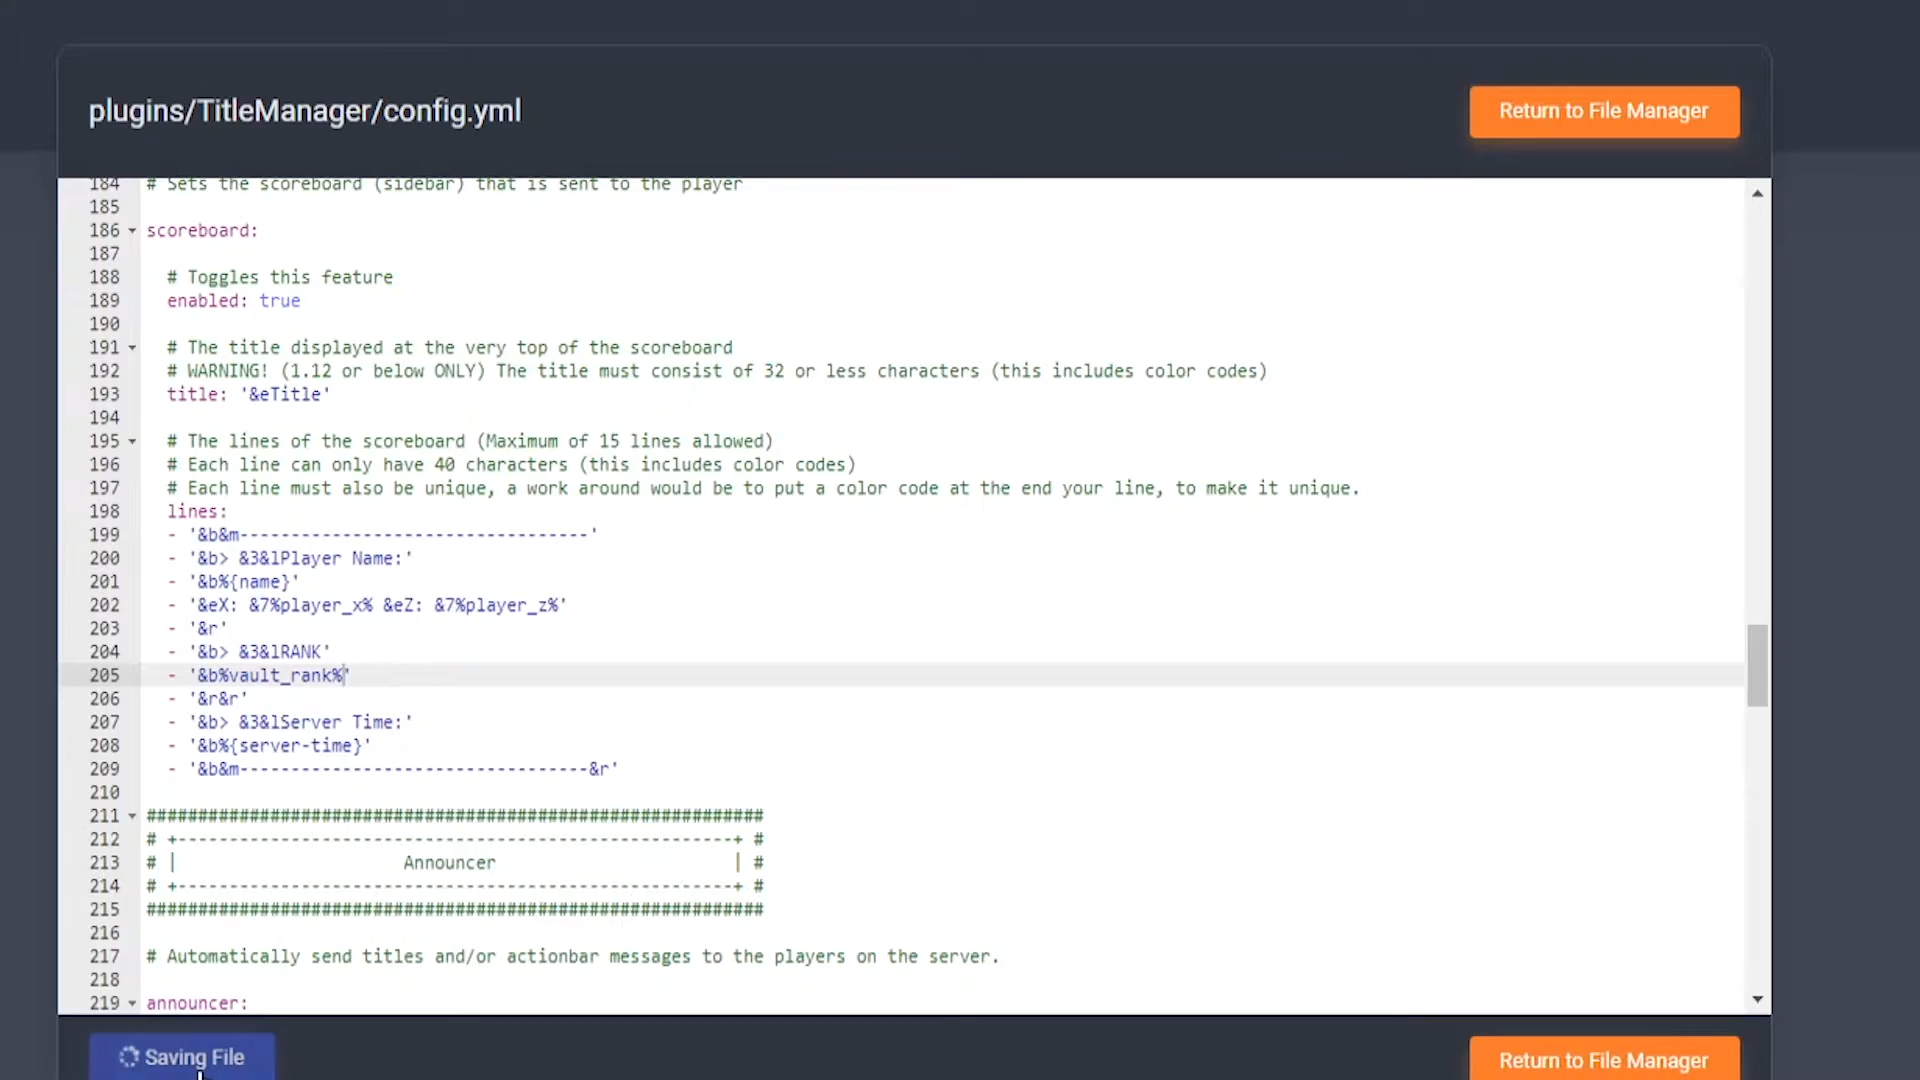 plugins/TitleManager/config.yml
Return to File Manager
184 # Sets the scoreboard (sidebar) that is sent to the player
185
186 scoreboard:
187
188 # Toggles this feature
189 enabled: true
190
191 # The title displayed at the very top of the scoreboard
192 # WARNING! (1.12 or below ONLY) The title must consist of 32 or less characters (this includes color codes)
193 title: '&eTitle'
194
195 # The lines of the scoreboard (Maximum of 15 lines allowed)
196 # Each line can only have 40 characters (this includes color codes)
197 # Each line must also be unique, a work around would be to put a color code at the end your line, to make it unique.
198 lines:
199 - '&b&m----------------------------------'
200 - '&b> &3&lPlayer Name:'
201 - '&b%{name}'
202 - '&eX: &7%player_x% &eZ: &7%player_z%'
203 - '&r'
204 - '&b> &3&lRANK'
205 - '&b%vault_rank%'
206 - '&r&r'
207 - '&b> &3&lServer Time:'
208 - '&b%{server-time}'
209 - '&b&m----------------------------------&r'
210
211 ############################################################
212 # +------------------------------------------------------+ #
213 # | Announcer | #
214 # +------------------------------------------------------+ #
215 ############################################################
216
217 # Automatically send titles and/or actionbar messages to the players on the server.
218
219 announcer:
Saving File
Return to File Manager